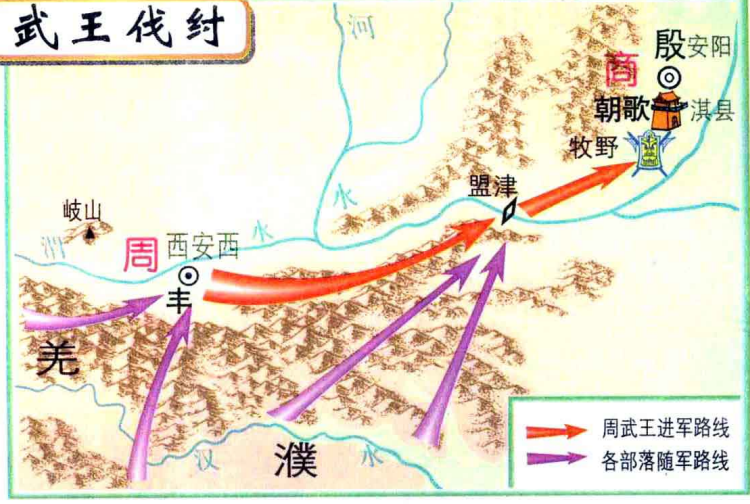 武王伐纣
河
水
殷 安阳
商
朝歌 淇县
牧野
盟津
岐山
渭
水
周 西安西
丰
羌
汉
濮
水
周武王进军路线
各部落随军路线